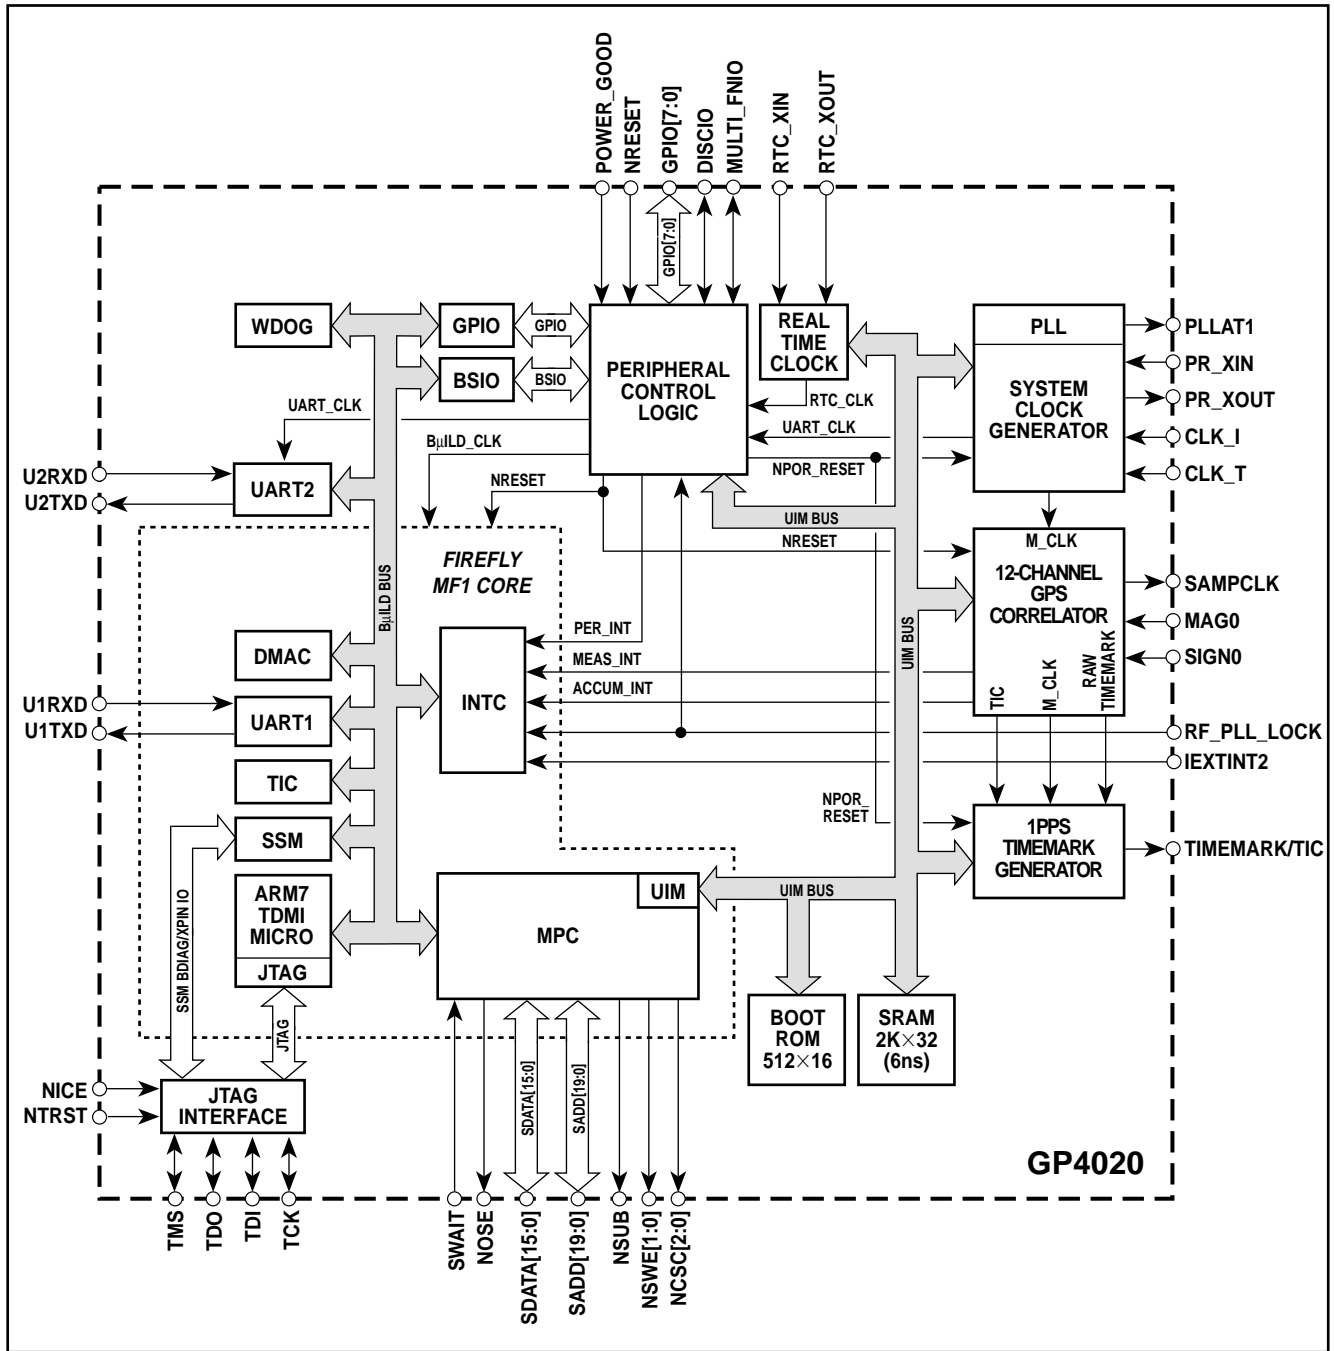 POWER_GOOD
NRESET
GPIO[7:0]
DISCIO
MULTI_FNIO
RTC_XIN
RTC_XOUT
GPIO[7:0]
WDOG
GPIO
GPIO
BSIO
BSIO
PERIPHERAL
CONTROL
LOGIC
REAL
TIME
CLOCK
PLL
SYSTEM
CLOCK
GENERATOR
PLLAT1
PR_XIN
PR_XOUT
CLK_I
CLK_T
UART_CLK
BμILD_CLK
NRESET
RTC_CLK
UART_CLK
NPOR_RESET
U2RXD
U2TXD
UART2
UIM BUS
NRESET
FIREFLY
MF1 CORE
BμILD BUS
M_CLK
12-CHANNEL
GPS
CORRELATOR
TIC
M_CLK
RAW
TIMEMARK
SAMPCLK
MAG0
SIGN0
UIM BUS
DMAC
INTC
PER_INT
MEAS_INT
ACCUM_INT
U1RXD
U1TXD
UART1
RF_PLL_LOCK
IEXTINT2
TIC
SSM
NPOR_
RESET
1PPS
TIMEMARK
GENERATOR
TIMEMARK/TIC
ARM7
TDMI
MICRO
JTAG
MPC
UIM
UIM BUS
SSM BDIAG/XPIN IO
JTAG
BOOT
ROM
512×16
SRAM
2K×32
(6ns)
NICE
NTRST
JTAG
INTERFACE
SDATA[15:0]
SADD[19:0]
GP4020
TMS
TDO
TDI
TCK
SWAIT
NOSE
SDATA[15:0]
SADD[19:0]
NSUB
NSWE[1:0]
NCSC[2:0]